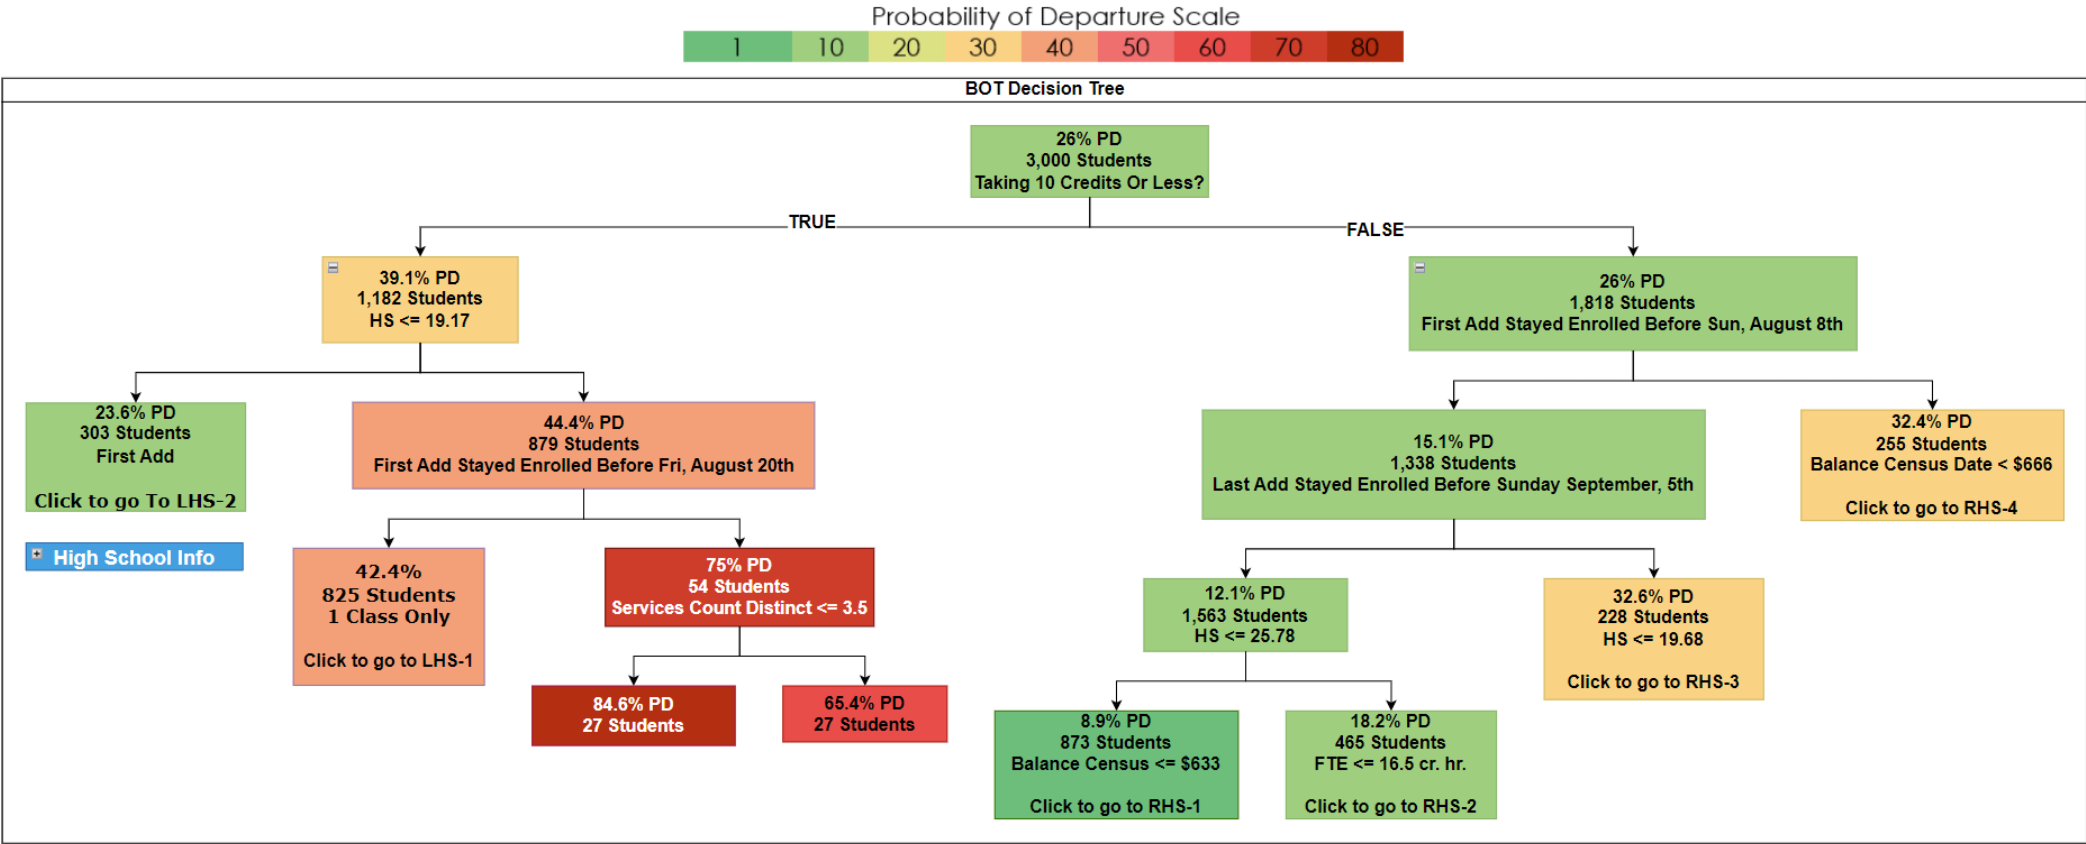 Probability of Departure Scale
1 10 20 30 40 50 60 70 80
BOT Decision Tree
26% PD
3,000 Students
Taking 10 Credits Or Less?
TRUE
FALSE
39.1% PD
1,182 Students
HS <= 19.17
26% PD
1,818 Students
First Add Stayed Enrolled Before Sun, August 8th
23.6% PD
303 Students
First Add
Click to go To LHS-2
44.4% PD
879 Students
First Add Stayed Enrolled Before Fri, August 20th
15.1% PD
1,338 Students
Last Add Stayed Enrolled Before Sunday September, 5th
32.4% PD
255 Students
Balance Census Date < $666
Click to go to RHS-4
High School Info
42.4%
825 Students
1 Class Only
Click to go to LHS-1
75% PD
54 Students
Services Count Distinct <= 3.5
12.1% PD
1,563 Students
HS <= 25.78
32.6% PD
228 Students
HS <= 19.68
Click to go to RHS-3
84.6% PD
27 Students
65.4% PD
27 Students
8.9% PD
873 Students
Balance Census <= $633
Click to go to RHS-1
18.2% PD
465 Students
FTE <= 16.5 cr. hr.
Click to go to RHS-2